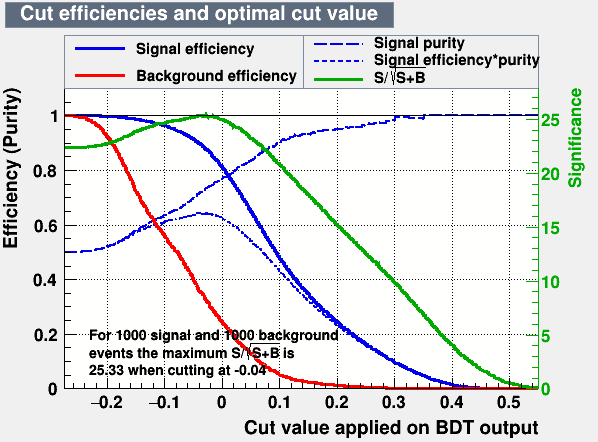 Cut efficiencies and optimal cut value
Signal efficiency
Background efficiency
Signal purity
Signal efficiency*purity
S/√S+B
Efficiency (Purity)
1
0.8
0.6
0.4
0.2
0
Significance
25
20
15
10
5
0
For 1000 signal and 1000 background
events the maximum S/√S+B is
25.33 when cutting at -0.04
−0.2 −0.1 0 0.1 0.2 0.3 0.4 0.5
Cut value applied on BDT output